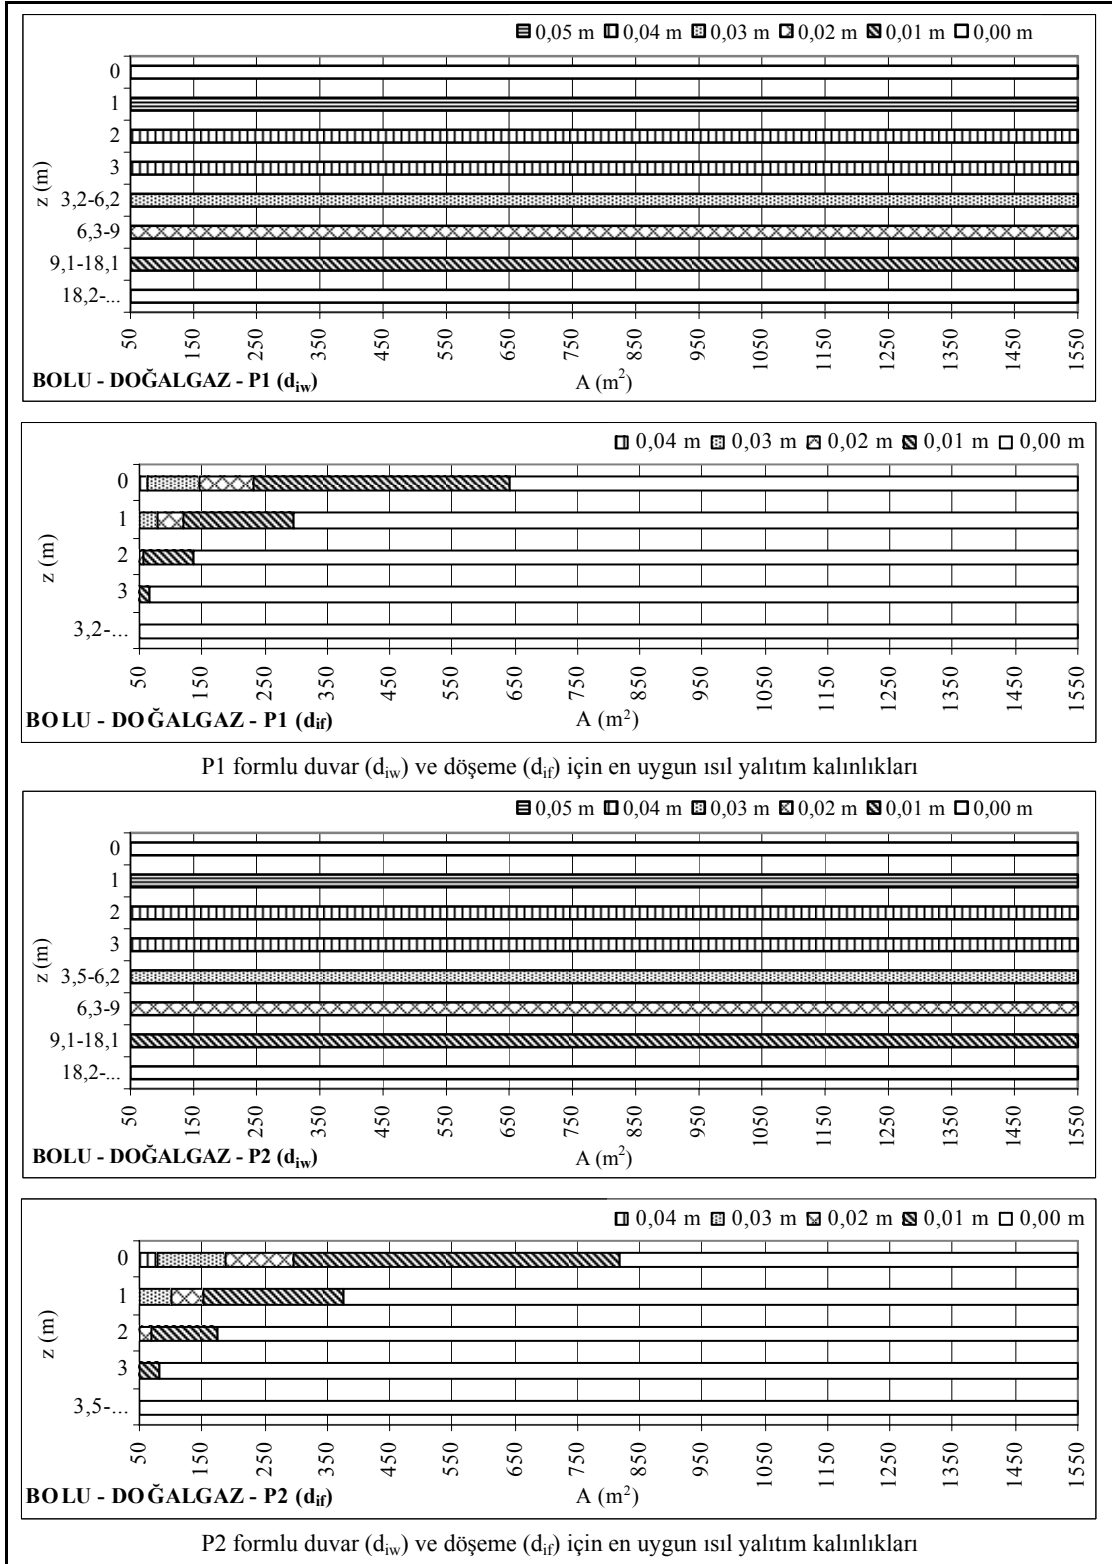 0,05 m 0,04 m 0,03 m 0,02 m 0,01 m 0,00 m
0
1
2
3
3,2-6,2
6,3-9
9,1-18,1
18,2-...
z (m)
50 150 250 350 450 550 650 750 850 950 1050 1150 1250 1350 1450 1550
BOLU - DOĞALGAZ - P1 (diw)
A (m²)
0,04 m 0,03 m 0,02 m 0,01 m 0,00 m
0
1
2
3
3,2-...
z (m)
50 150 250 350 450 550 650 750 850 950 1050 1150 1250 1350 1450 1550
BOLU - DOĞALGAZ - P1 (dif)
A (m²)
P1 formlu duvar (diw) ve döşeme (dif) için en uygun ısıl yalıtım kalınlıkları
0,05 m 0,04 m 0,03 m 0,02 m 0,01 m 0,00 m
0
1
2
3
3,5-6,2
6,3-9
9,1-18,1
18,2-...
z (m)
50 150 250 350 450 550 650 750 850 950 1050 1150 1250 1350 1450 1550
BOLU - DOĞALGAZ - P2 (diw)
A (m²)
0,04 m 0,03 m 0,02 m 0,01 m 0,00 m
0
1
2
3
3,5-...
z (m)
50 150 250 350 450 550 650 750 850 950 1050 1150 1250 1350 1450 1550
BOLU - DOĞALGAZ - P2 (dif)
A (m²)
P2 formlu duvar (diw) ve döşeme (dif) için en uygun ısıl yalıtım kalınlıkları